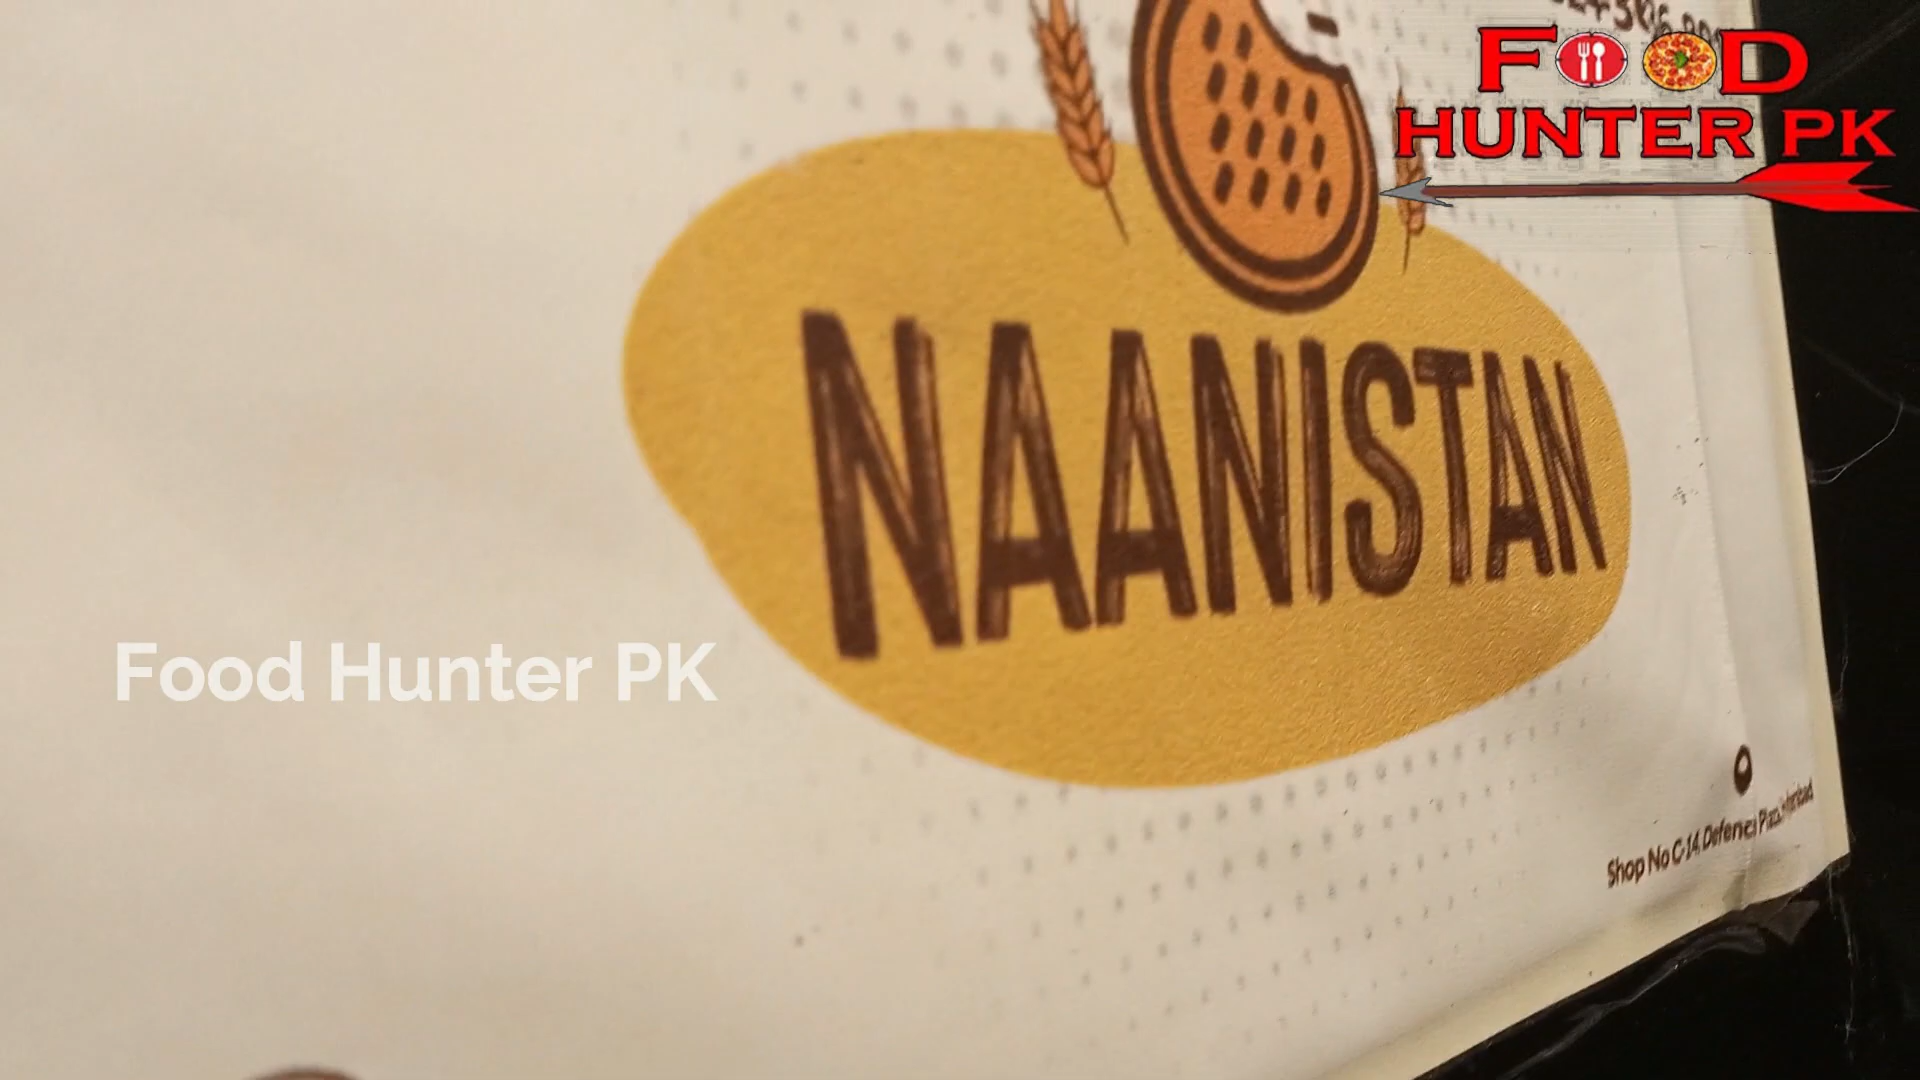 FOOD
HUNTER PK
NAANISTAN
Food Hunter PK
Shop No C-14, Defence Plaza,